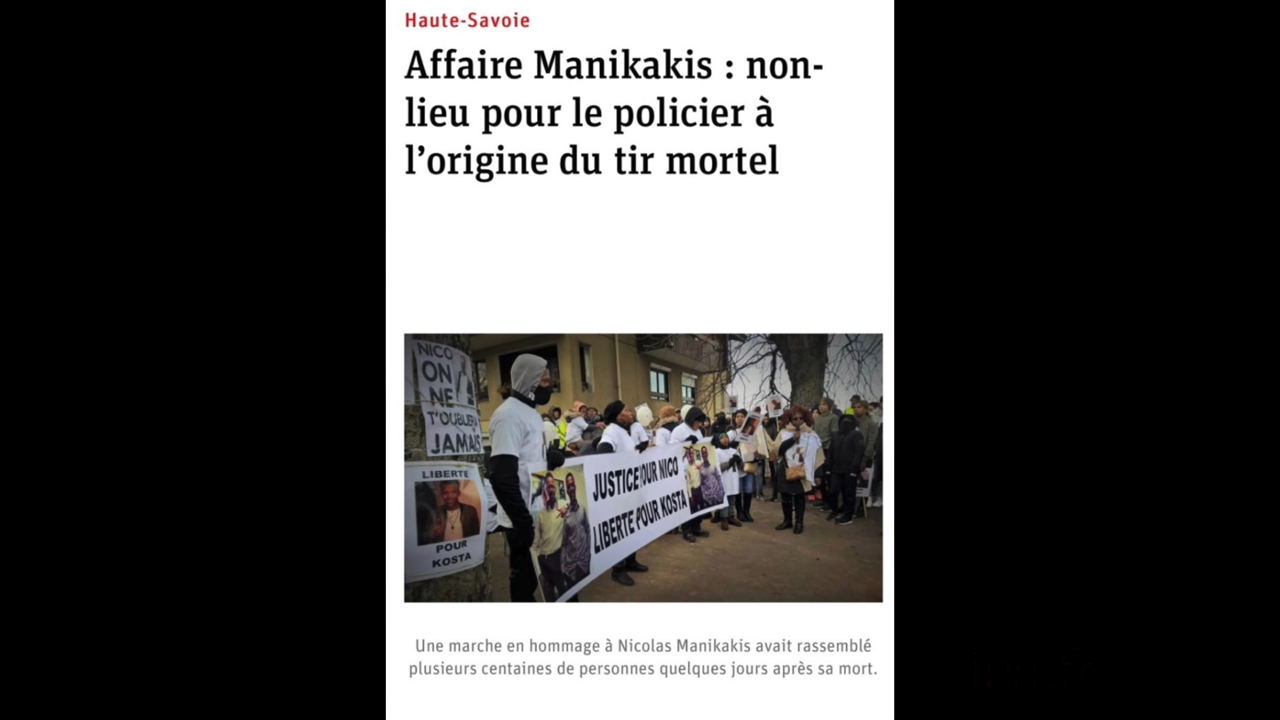 Haute-Savoie
Affaire Manikakis : non-
lieu pour le policier à
l’origine du tir mortel
NICO
ON
NE
T'OUBLIERA
JAMAIS
LIBERTE
POUR
KOSTA
JUSTICE POUR NICO
LIBERTE POUR KOSTA
Une marche en hommage à Nicolas Manikakis avait rassemblé
plusieurs centaines de personnes quelques jours après sa mort.